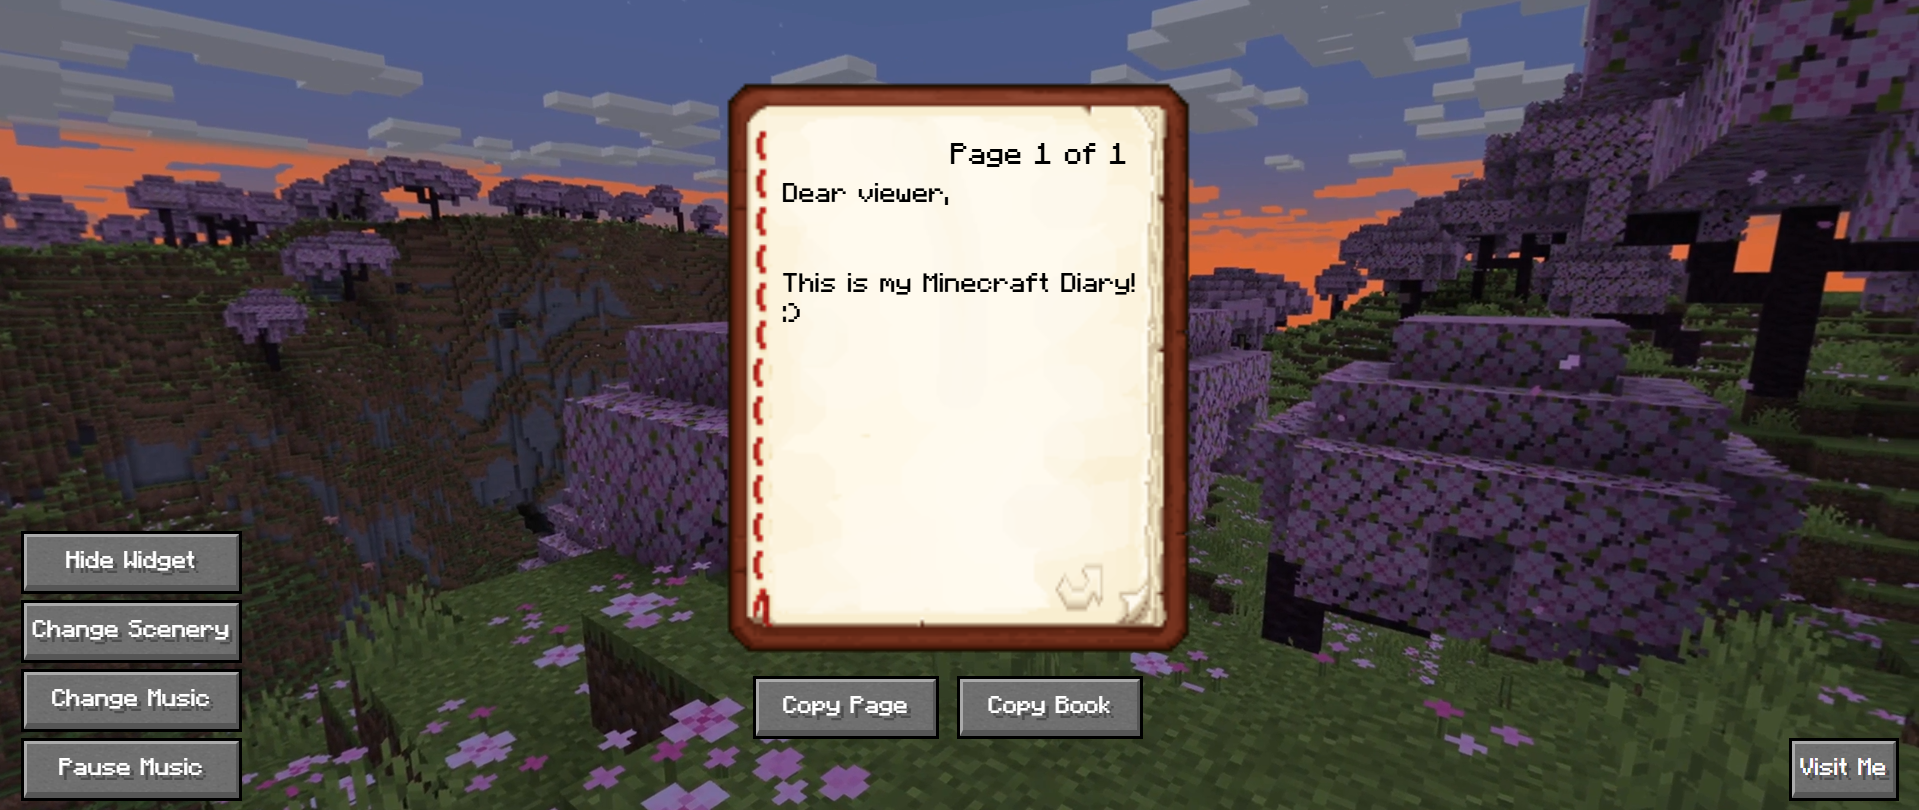 Page 1 of 1
Dear viewer,
This is my Minecraft Diary!
:)
Hide Widget
Change Scenery
Change Music
Pause Music
Copy Page
Copy Book
Visit Me